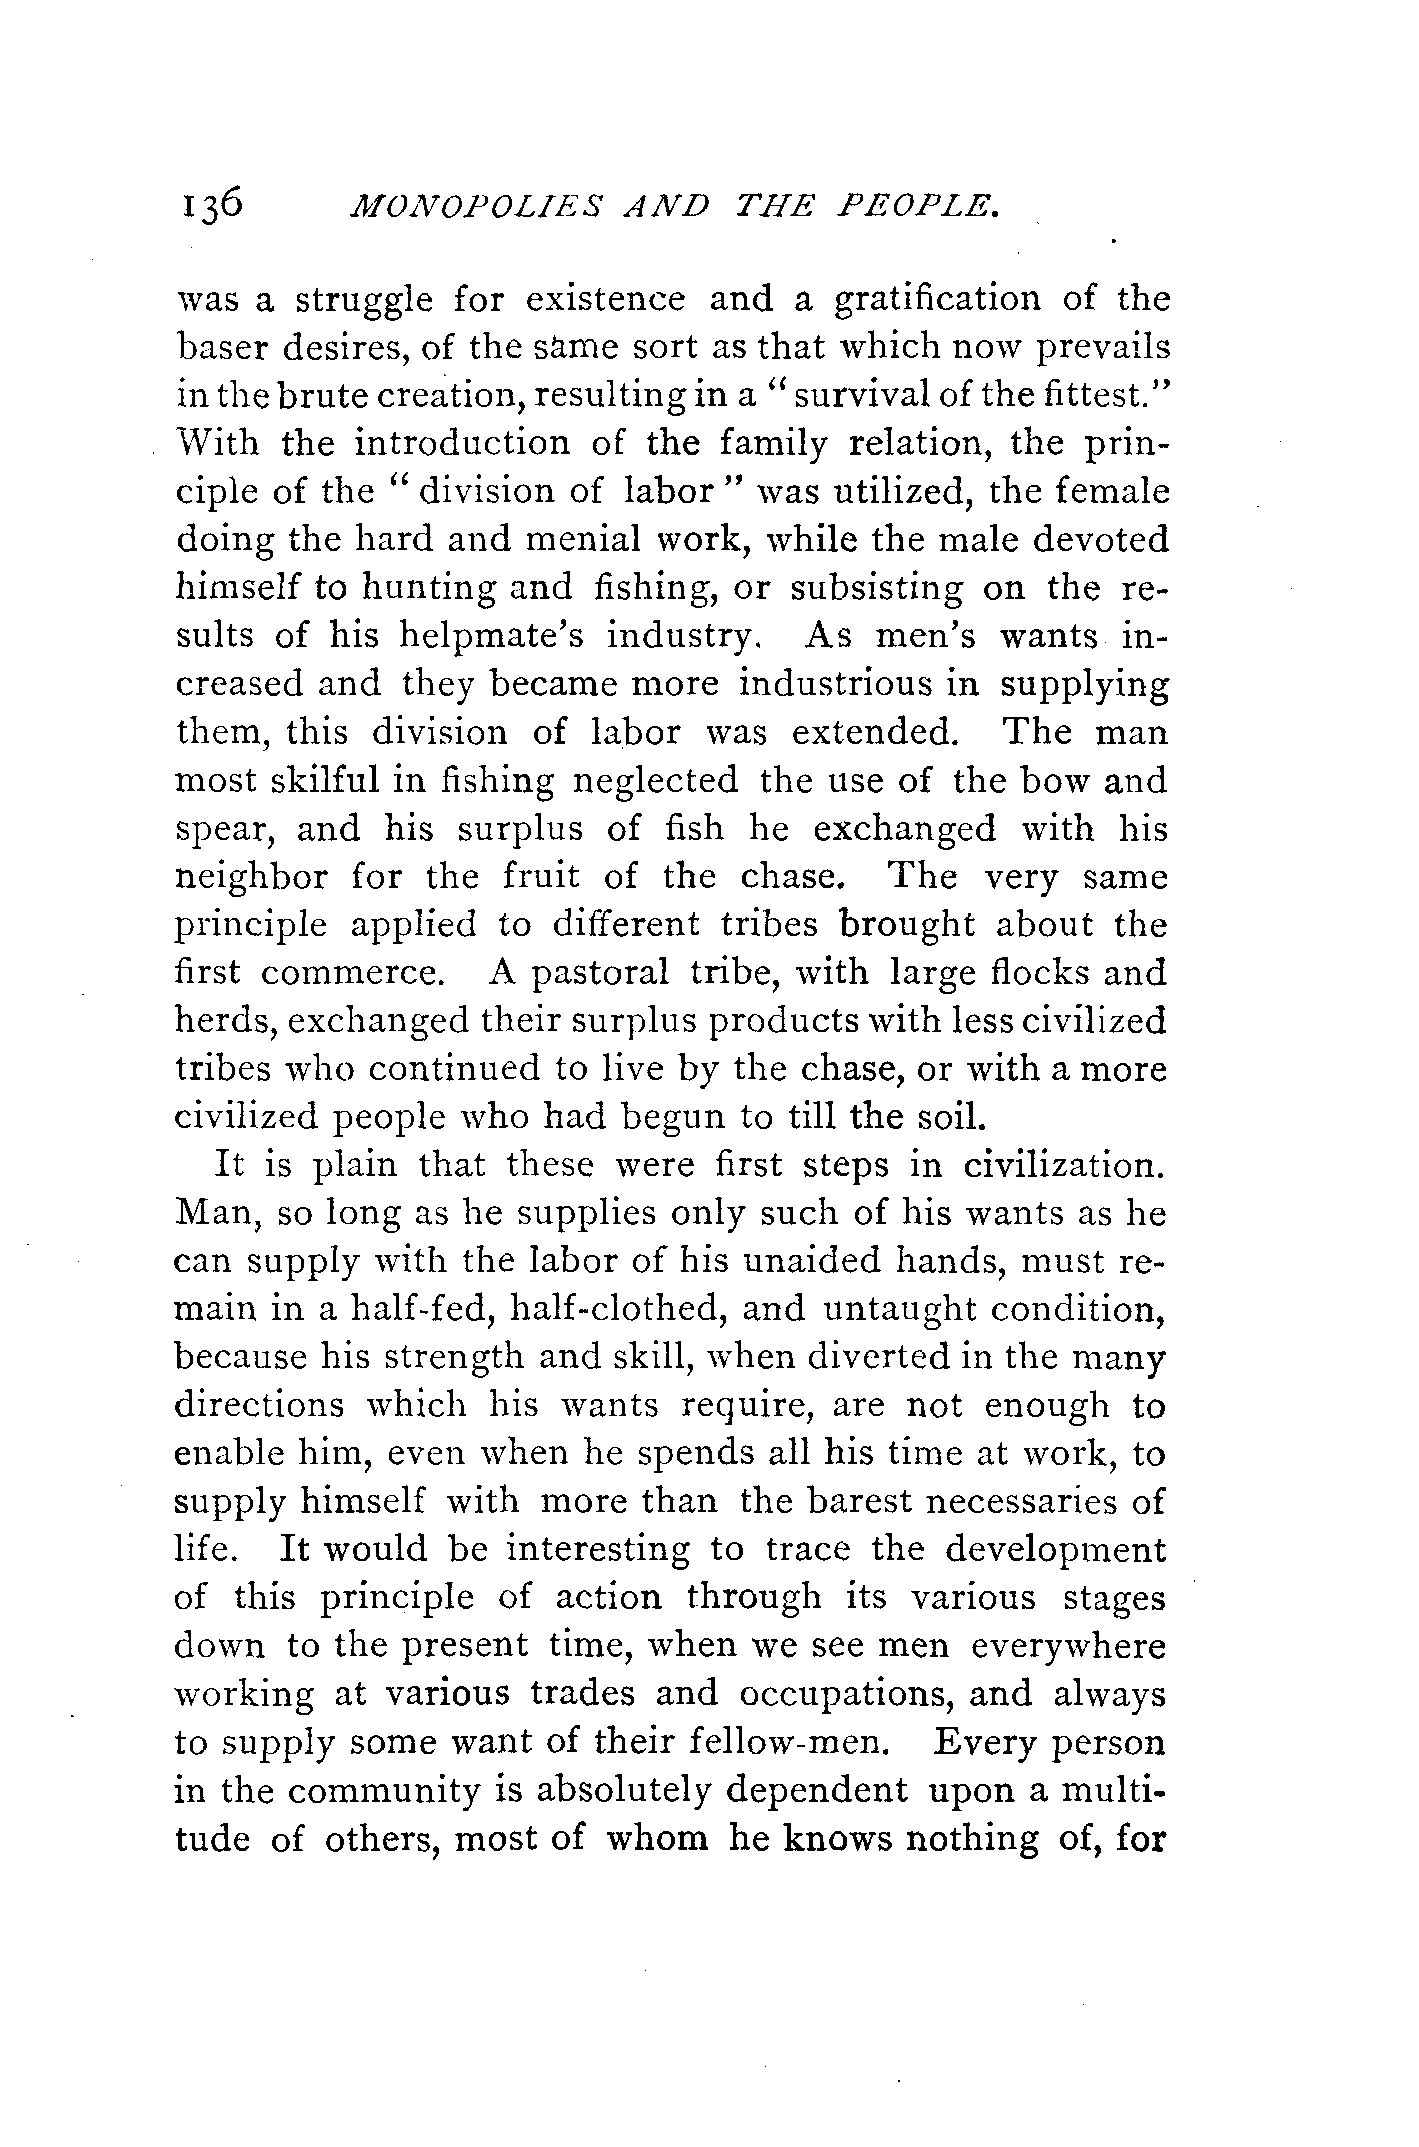 136 MONOPOLIES AND THE PEOPLE.
was a struggle for existence and a gratification of the
baser desires, of the same sort as that which now prevails
in the brute creation, resulting in a “ survival of the fittest.”
With the introduction of the family relation, the prin-
ciple of the “ division of labor ” was utilized, the female
doing the hard and menial work, while the male devoted
himself to hunting and fishing, or subsisting on the re-
sults of his helpmate’s industry. As men’s wants in-
creased and they became more industrious in supplying
them, this division of labor was extended. The man
most skilful in fishing neglected the use of the bow and
spear, and his surplus of fish he exchanged with his
neighbor for the fruit of the chase. The very same
principle applied to different tribes brought about the
first commerce. A pastoral tribe, with large flocks and
herds, exchanged their surplus products with less civilized
tribes who continued to live by the chase, or with a more
civilized people who had begun to till the soil.
It is plain that these were first steps in civilization.
Man, so long as he supplies only such of his wants as he
can supply with the labor of his unaided hands, must re-
main in a half-fed, half-clothed, and untaught condition,
because his strength and skill, when diverted in the many
directions which his wants require, are not enough to
enable him, even when he spends all his time at work, to
supply himself with more than the barest necessaries of
life. It would be interesting to trace the development
of this principle of action through its various stages
down to the present time, when we see men everywhere
working at various trades and occupations, and always
to supply some want of their fellow-men. Every person
in the community is absolutely dependent upon a multi-
tude of others, most of whom he knows nothing of, for